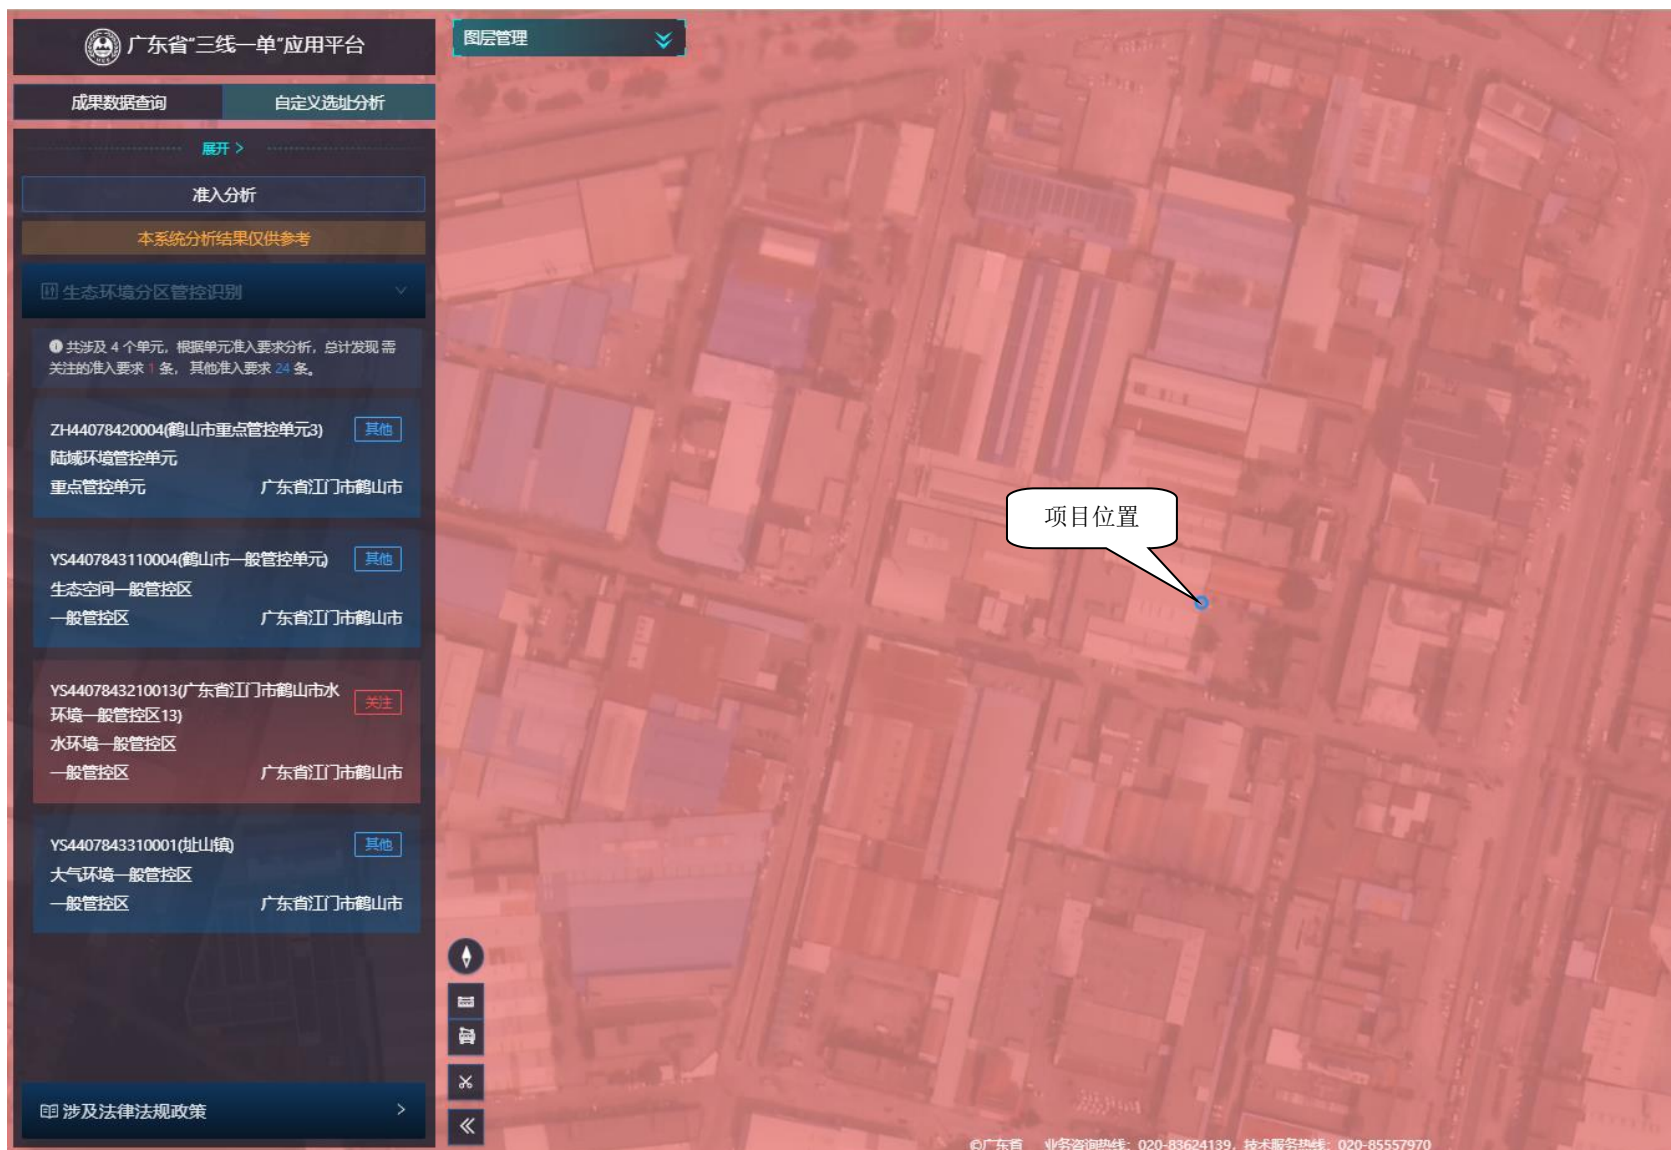 广东省“三线一单”应用平台
成果数据查询
自定义选址分析
展开 >
准入分析
本系统分析结果仅供参考
生态环境分区管控识别
共涉及 4 个单元，根据单元准入要求分析，总计发现 需
关注的准入要求 1 条，其他准入要求 24 条。
ZH44078420004(鹤山市重点管控单元3)
其他
陆域环境管控单元
重点管控单元
广东省江门市鹤山市
YS4407843110004(鹤山市一般管控单元)
其他
生态空间一般管控区
一般管控区
广东省江门市鹤山市
YS4407843210013(广东省江门市鹤山市水
环境一般管控区13)
关注
水环境一般管控区
一般管控区
广东省江门市鹤山市
YS4407843310001(址山镇)
其他
大气环境一般管控区
一般管控区
广东省江门市鹤山市
涉及法律法规政策
图层管理
项目位置
©广东省 业务咨询热线：020-83624139，技术服务热线：020-85557970